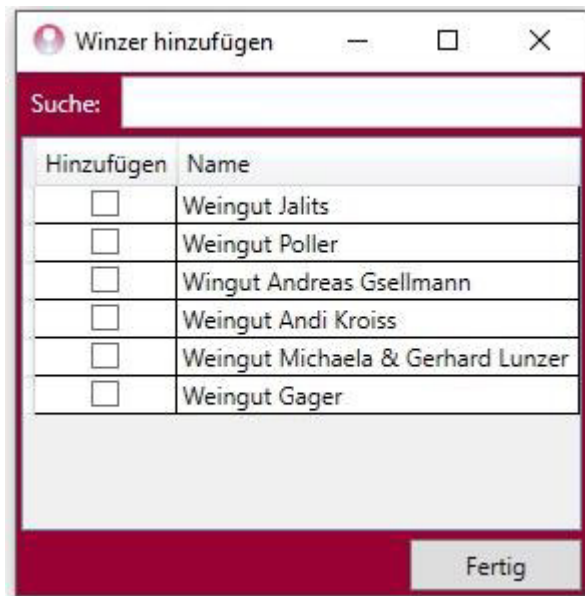 Winzer hinzufügen
Suche:
Hinzufügen Name
Weingut Jalits
Weingut Poller
Wingut Andreas Gsellmann
Weingut Andi Kroiss
Weingut Michaela & Gerhard Lunzer
Weingut Gager
Fertig